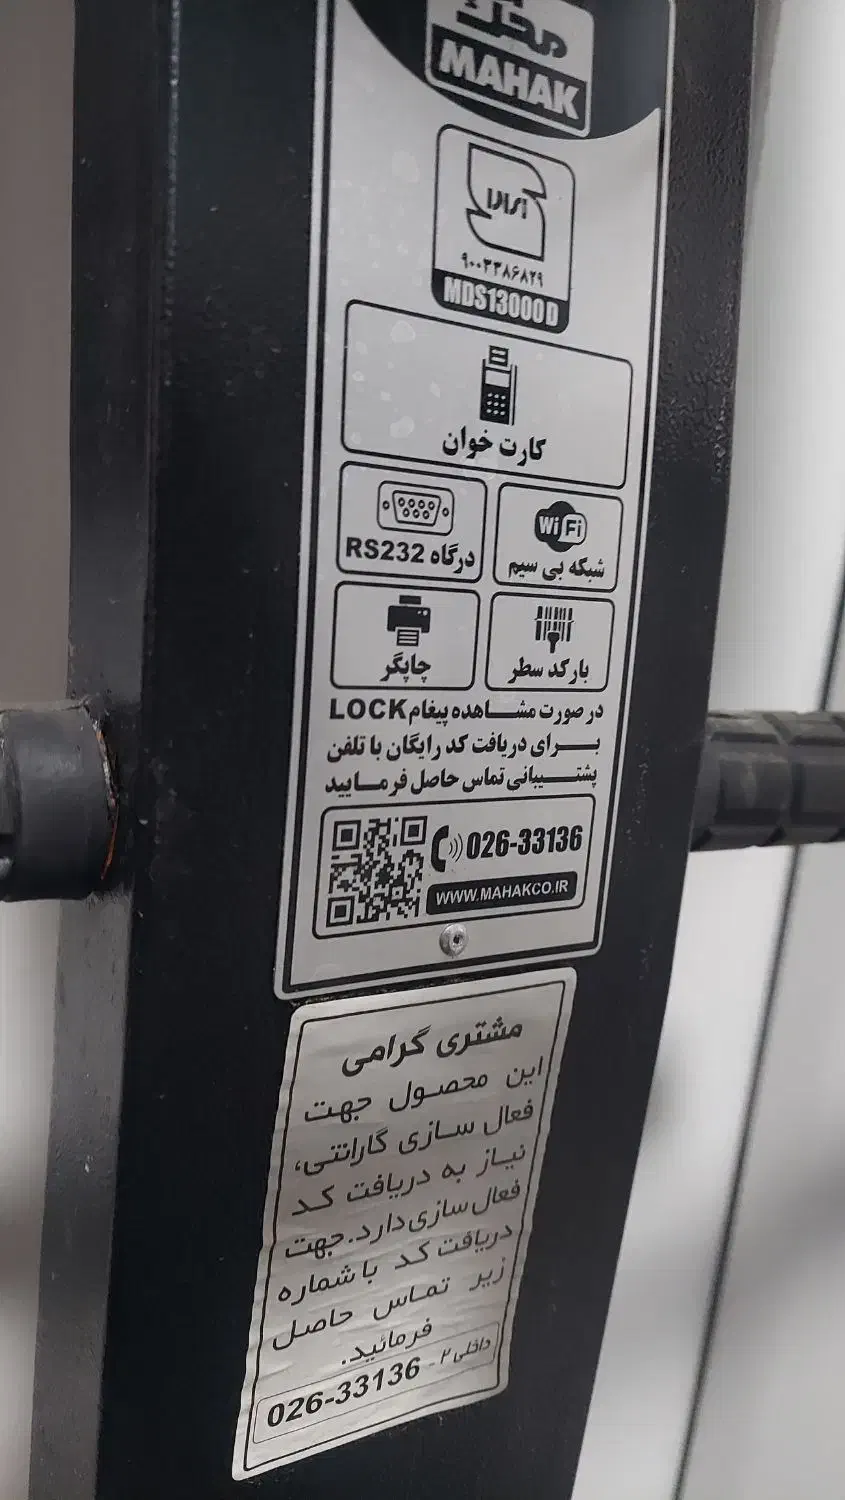 محک
MAHAK
۹۰۰۳۳۸۶۸۲۹
MDS13000D
کارت خوان
درگاه RS232
WiFi
شبکه بی سیم
چاپگر
بارکد سطر
در صورت مشاهده پیغام LOCK
برای دریافت کد رایگان با تلفن
پشتیبانی تماس حاصل فرمایید
026-33136
WWW.MAHAKCO.IR
مشتری گرامی
این محصول جهت
فعال سازی گارانتی،
نیاز به دریافت کد
فعال سازی دارد. جهت
دریافت کد با شماره
زیر تماس حاصل
فرمائید.
026-33136 - داخلی ۲